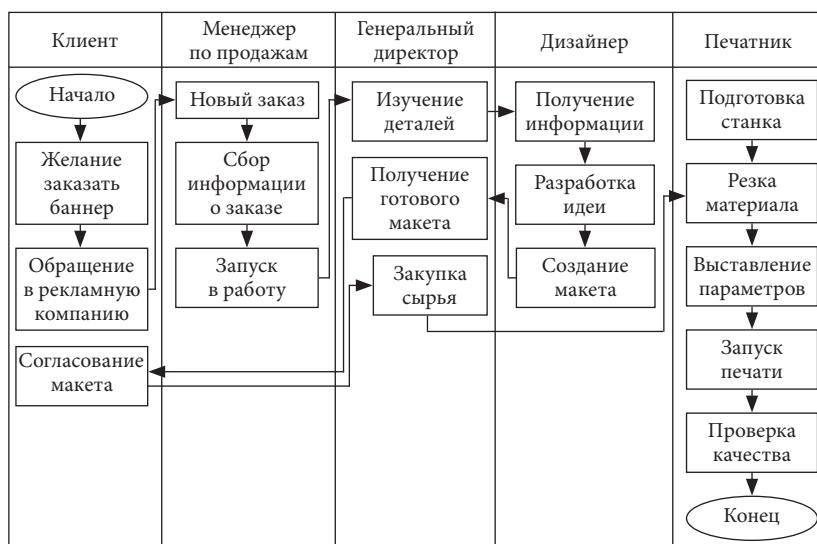 Клиент
Менеджер
по продажам
Генеральный
директор
Дизайнер
Печатник
Начало
Желание
заказать
баннер
Обращение
в рекламную
компанию
Согласование
макета
Новый заказ
Сбор
информации
о заказе
Запуск
в работу
Изучение
деталей
Получение
готового
макета
Закупка
сырья
Получение
информации
Разработка
идеи
Создание
макета
Подготовка
станка
Резка
материала
Выставление
параметров
Запуск
печати
Проверка
качества
Конец